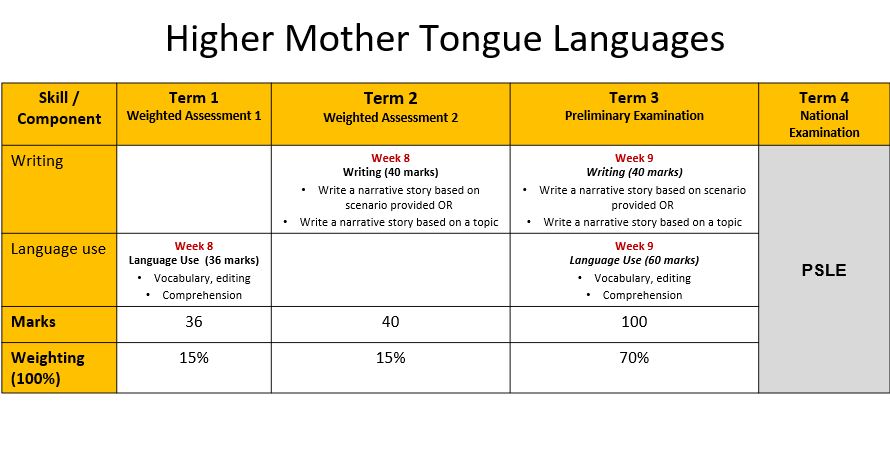 Higher Mother Tongue Languages
Skill /
Component
Term 1
Weighted Assessment 1
Term 2
Weighted Assessment 2
Term 3
Preliminary Examination
Term 4
National
Examination
Writing
Week 8
Writing (40 marks)
• Write a narrative story based on
scenario provided OR
• Write a narrative story based on a topic
Week 9
Writing (40 marks)
• Write a narrative story based on scenario
provided OR
• Write a narrative story based on a topic
PSLE
Language use
Week 8
Language Use (36 marks)
• Vocabulary, editing
• Comprehension
Week 9
Language Use (60 marks)
• Vocabulary, editing
• Comprehension
Marks
36
40
100
Weighting
(100%)
15%
15%
70%